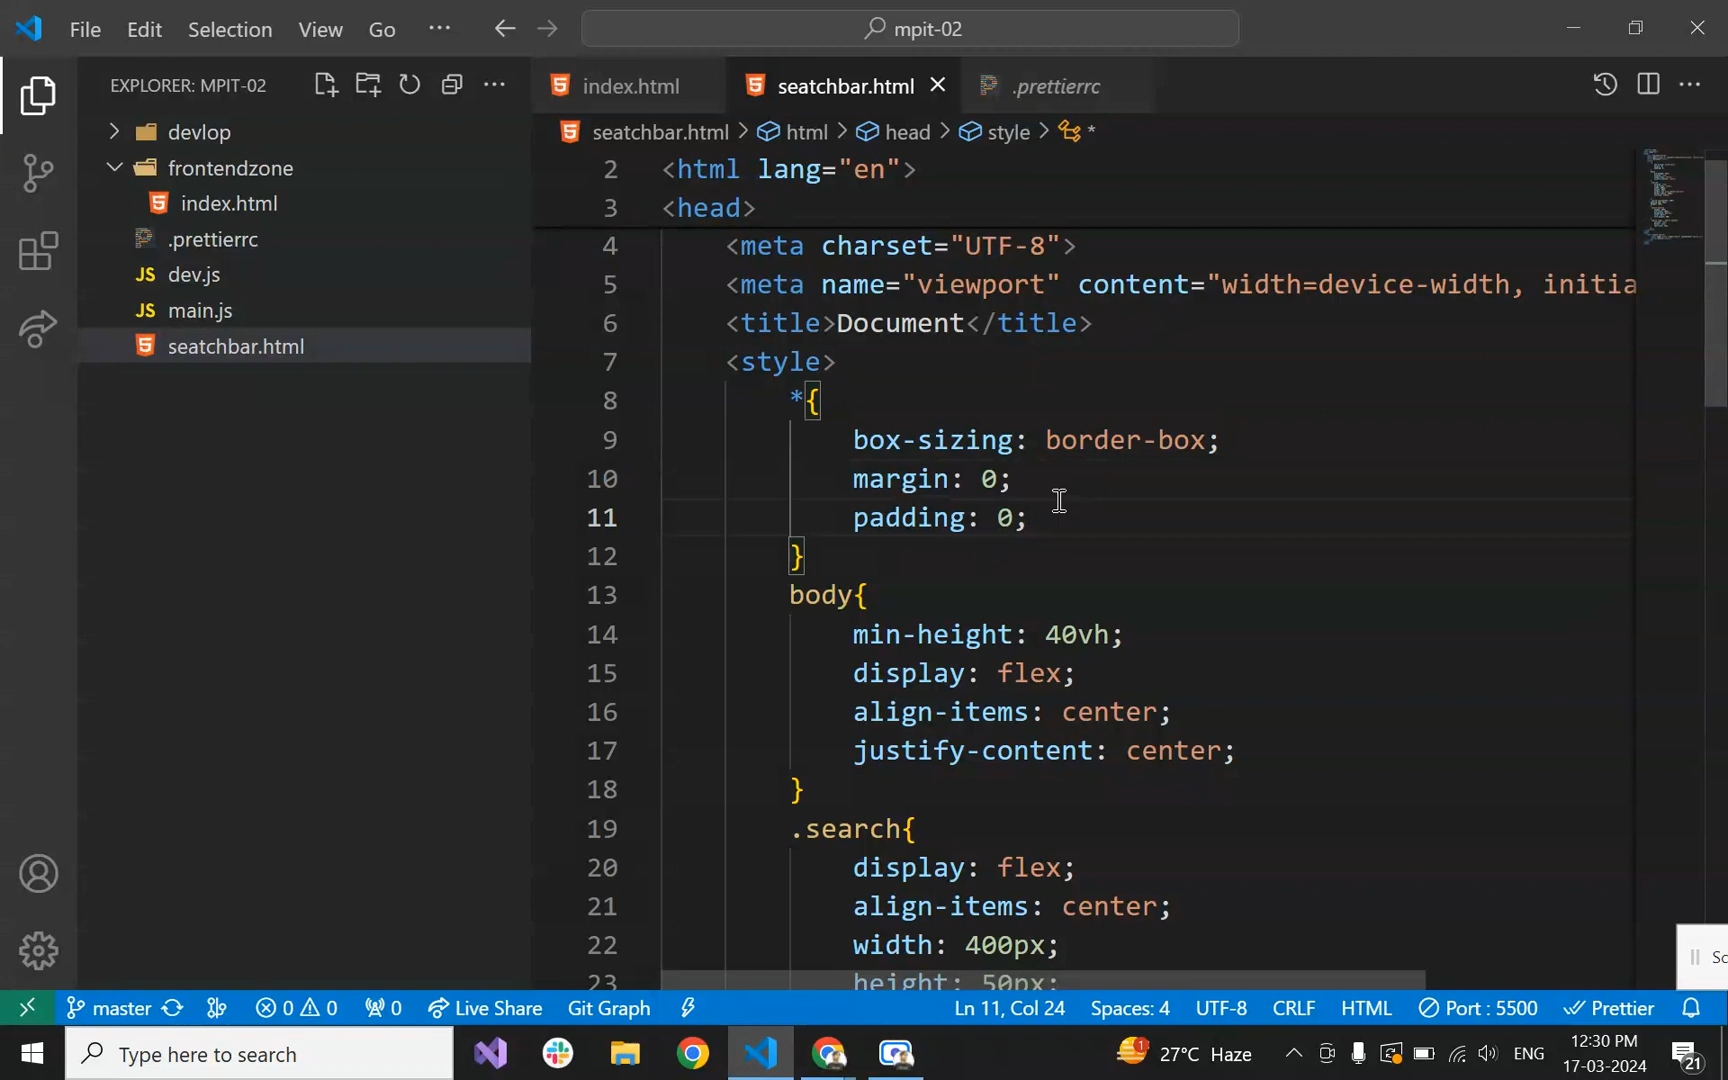 File Edit Selection View Go ··· mpit-02
EXPLORER: MPIT-02
devlop
frontendzone
index.html
.prettierrc
JS dev.js
JS main.js
seatchbar.html
index.html seatchbar.html .prettierrc
seatchbar.html > html > head > style > *
2 <html lang="en">
3 <head>
4 <meta charset="UTF-8">
5 <meta name="viewport" content="width=device-width, initia
6 <title>Document</title>
7 <style>
8 *{
9 box-sizing: border-box;
10 margin: 0;
11 padding: 0;
12 }
13 body{
14 min-height: 40vh;
15 display: flex;
16 align-items: center;
17 justify-content: center;
18 }
19 .search{
20 display: flex;
21 align-items: center;
22 width: 400px;
23 height: 50px;
Sc
master 0 0 0 Live Share Git Graph Ln 11, Col 24 Spaces: 4 UTF-8 CRLF HTML Port : 5500 Prettier
Type here to search 1 27°C Haze ENG 12:30 PM
17-03-2024 21